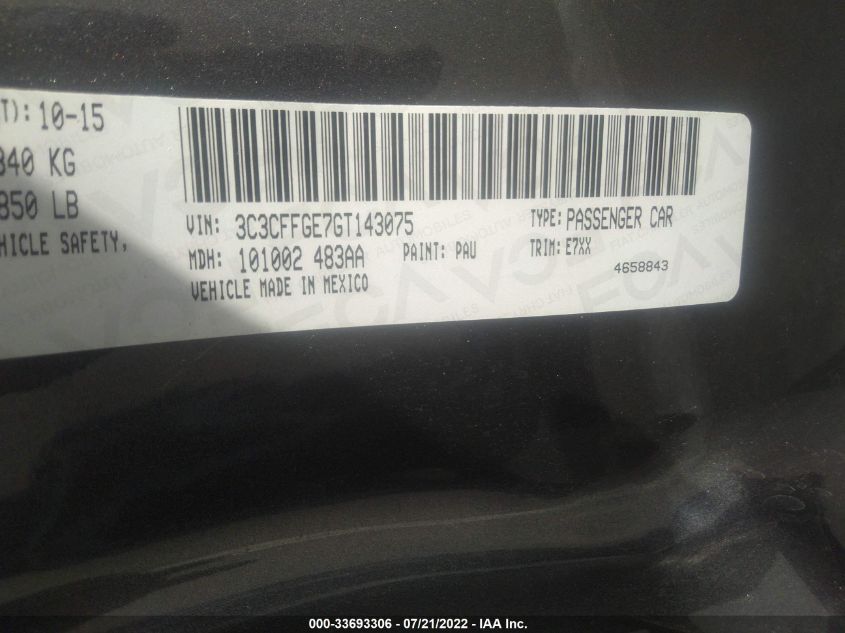 T): 10-15
840 KG
850 LB
HICLE SAFETY,
VIN: 3C3CFFGE7GT143075 TYPE: PASSENGER CAR
MDH: 101002 483AA PAINT: PAU TRIM: E7XX
VEHICLE MADE IN MEXICO 4658843
000-33693306 - 07/21/2022 - IAA Inc.